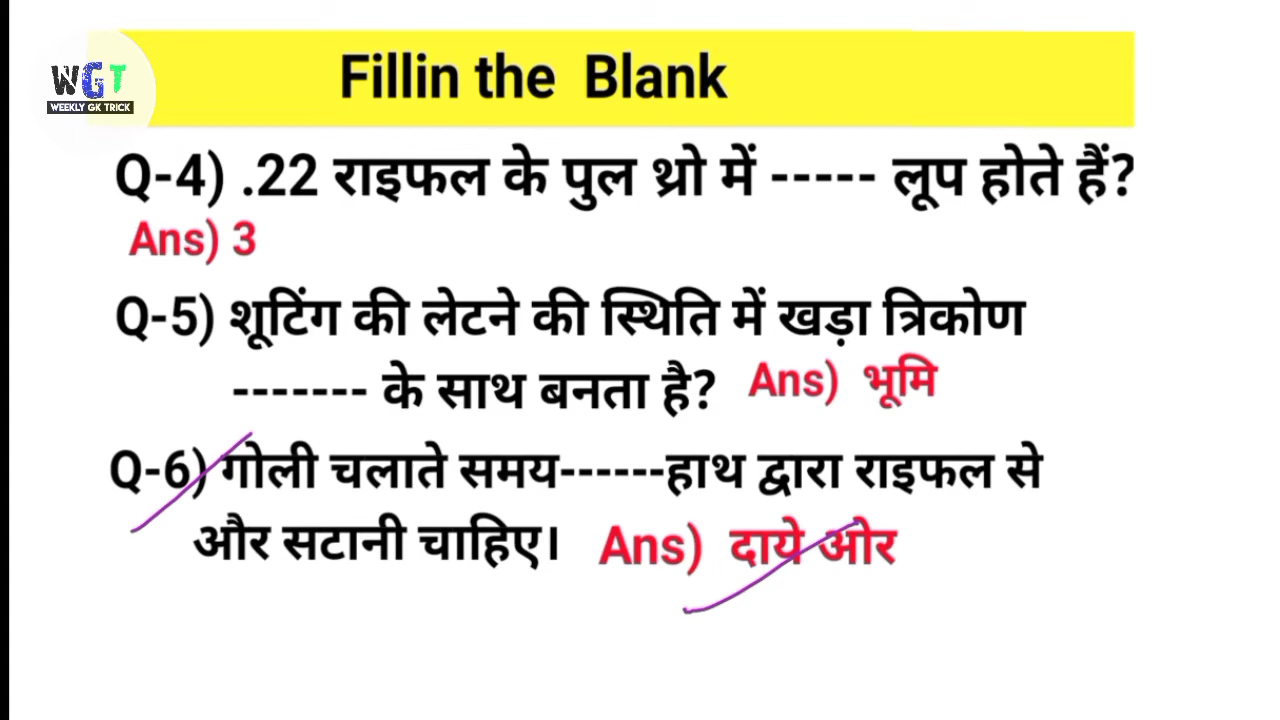 WGT
WEEKLY GK TRICK
Fillin the Blank
Q-4) .22 राइफल के पुल थ्रो में ----- लूप होते हैं?
Ans) 3
Q-5) शूटिंग की लेटने की स्थिति में खड़ा त्रिकोण
------- के साथ बनता है? Ans) भूमि
Q-6) गोली चलाते समय------हाथ द्वारा राइफल से
और सटानी चाहिए। Ans) दाये ओर